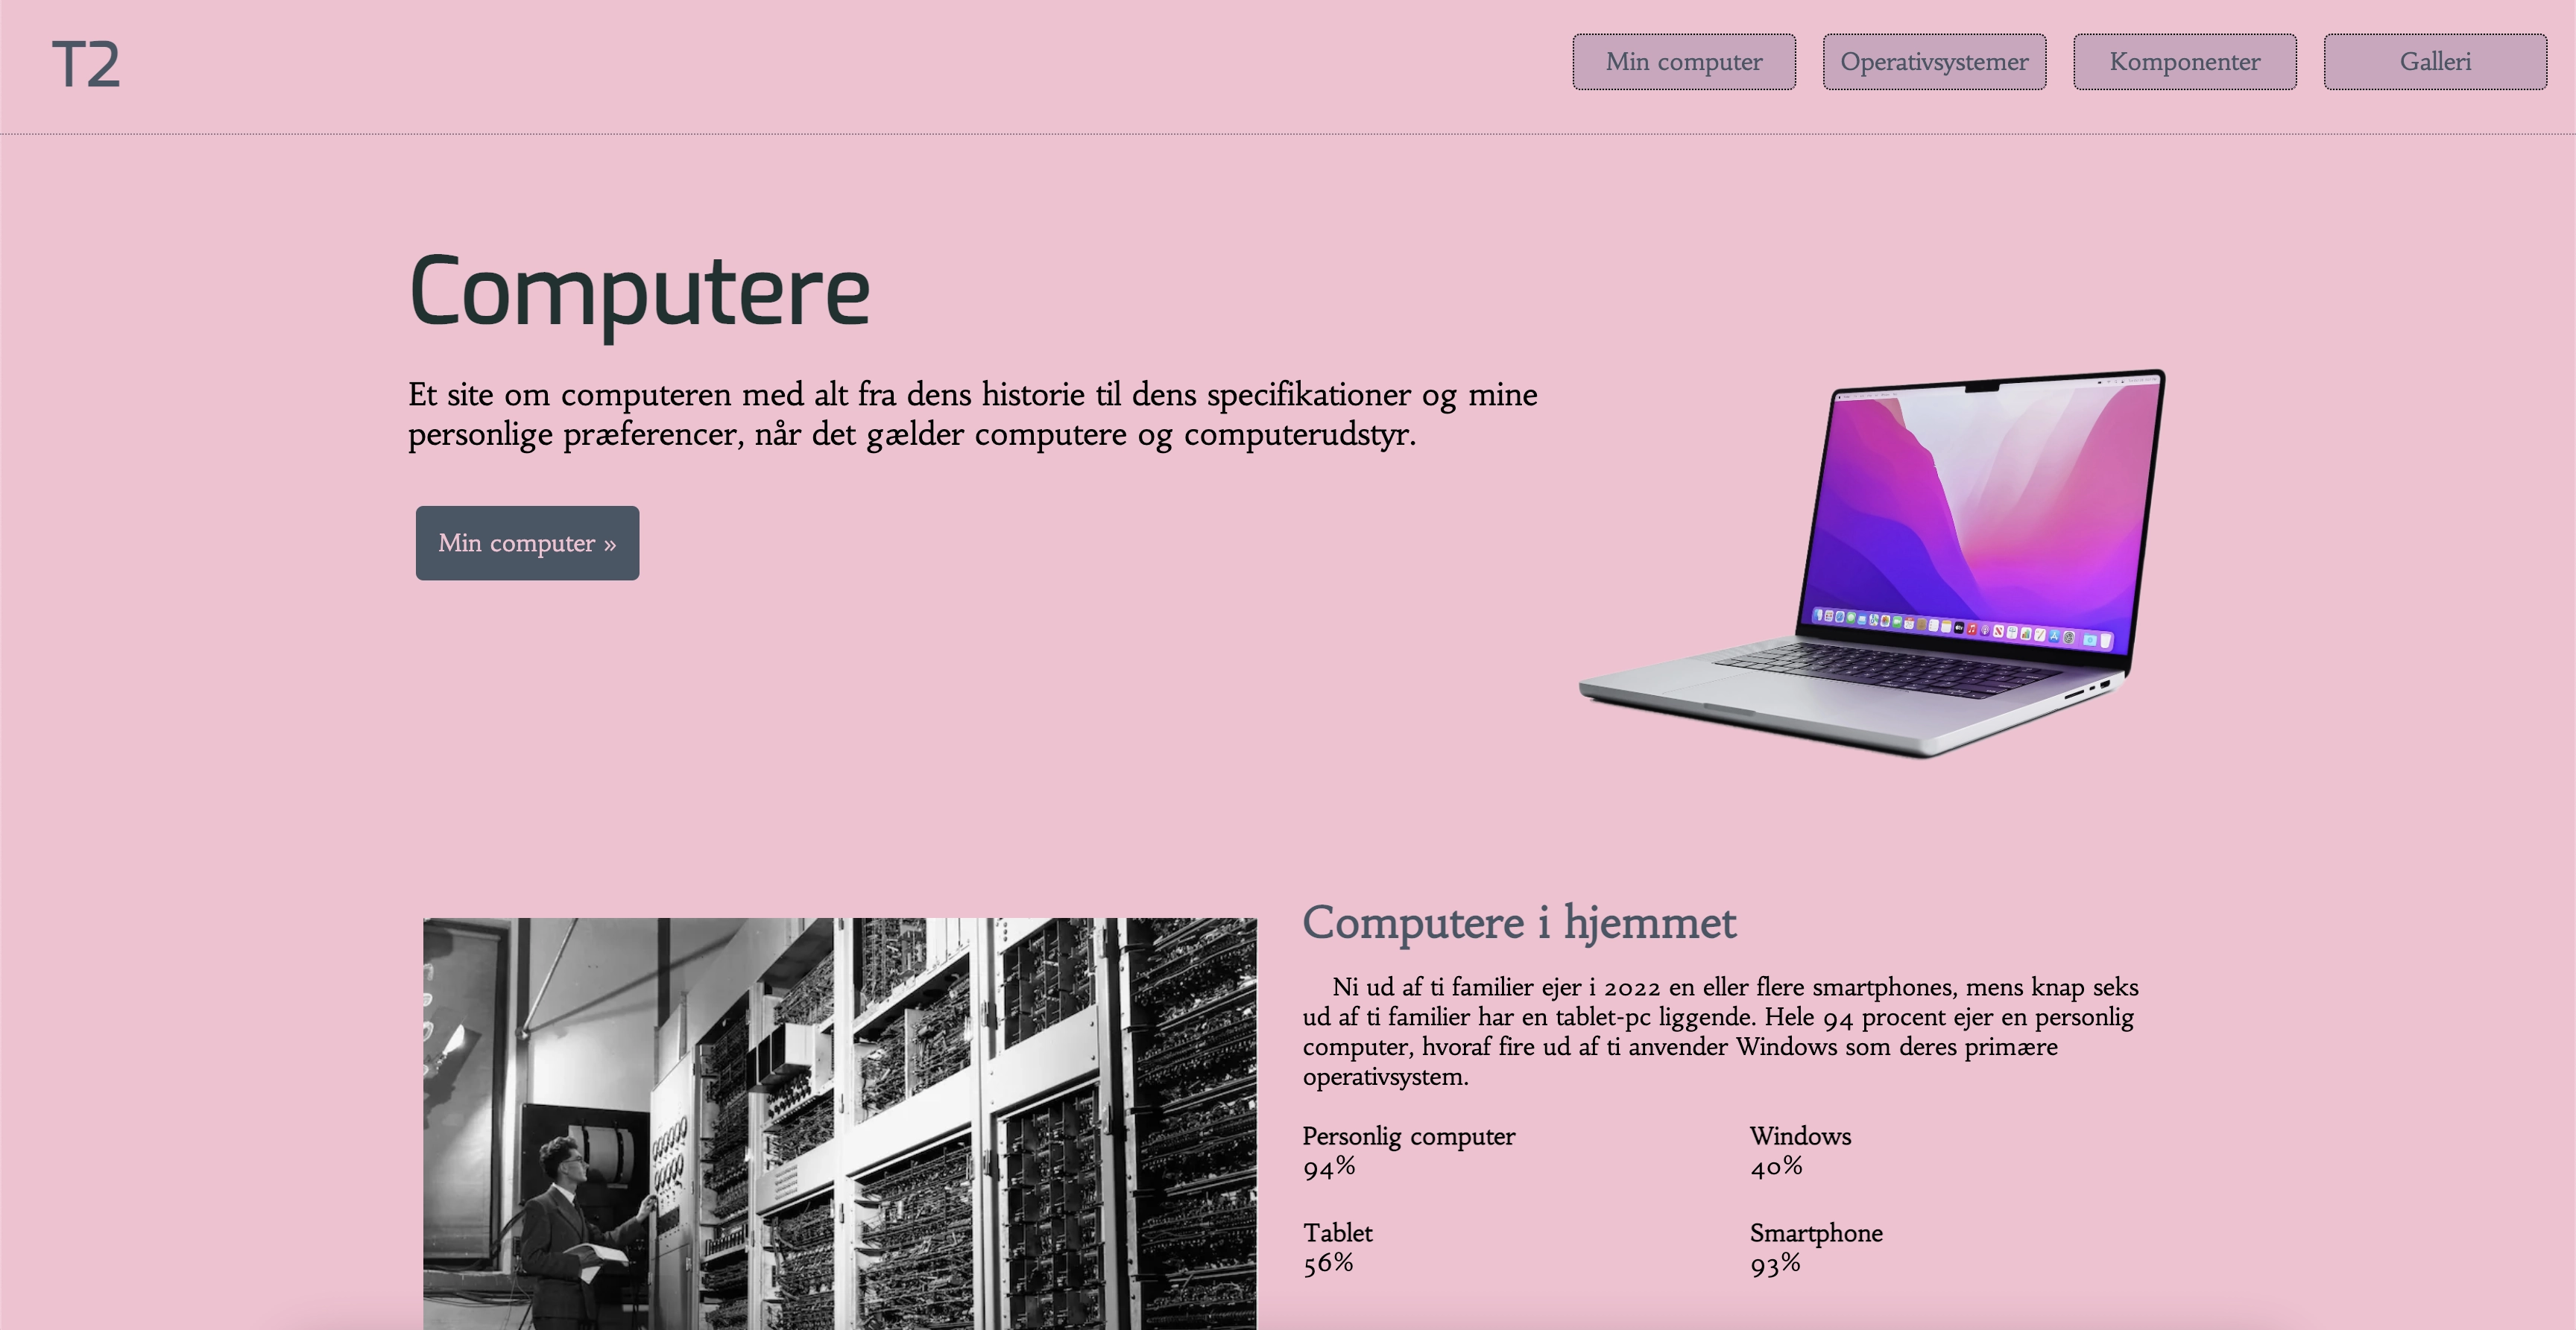 T2
Min computer
Operativsystemer
Komponenter
Galleri
Computere
Et site om computeren med alt fra dens historie til dens specifikationer og mine
personlige præferencer, når det gælder computere og computerudstyr.
Min computer »
Computere i hjemmet
Ni ud af ti familier ejer i 2022 en eller flere smartphones, mens knap seks
ud af ti familier har en tablet-pc liggende. Hele 94 procent ejer en personlig
computer, hvoraf fire ud af ti anvender Windows som deres primære
operativsystem.
Personlig computer
94%
Windows
40%
Tablet
56%
Smartphone
93%